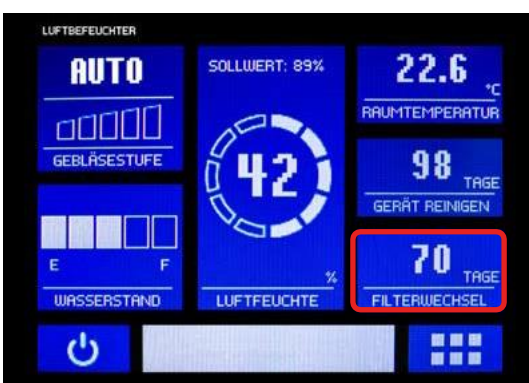 LUFTBEFEUCHTER
AUTO
GEBLÄSESTUFE
E F
WASSERSTAND
SOLLWERT: 89%
42
%
LUFTFEUCHTE
22.6 °C
RAUMTEMPERATUR
98 TAGE
GERÄT REINIGEN
70 TAGE
FILTERWECHSEL